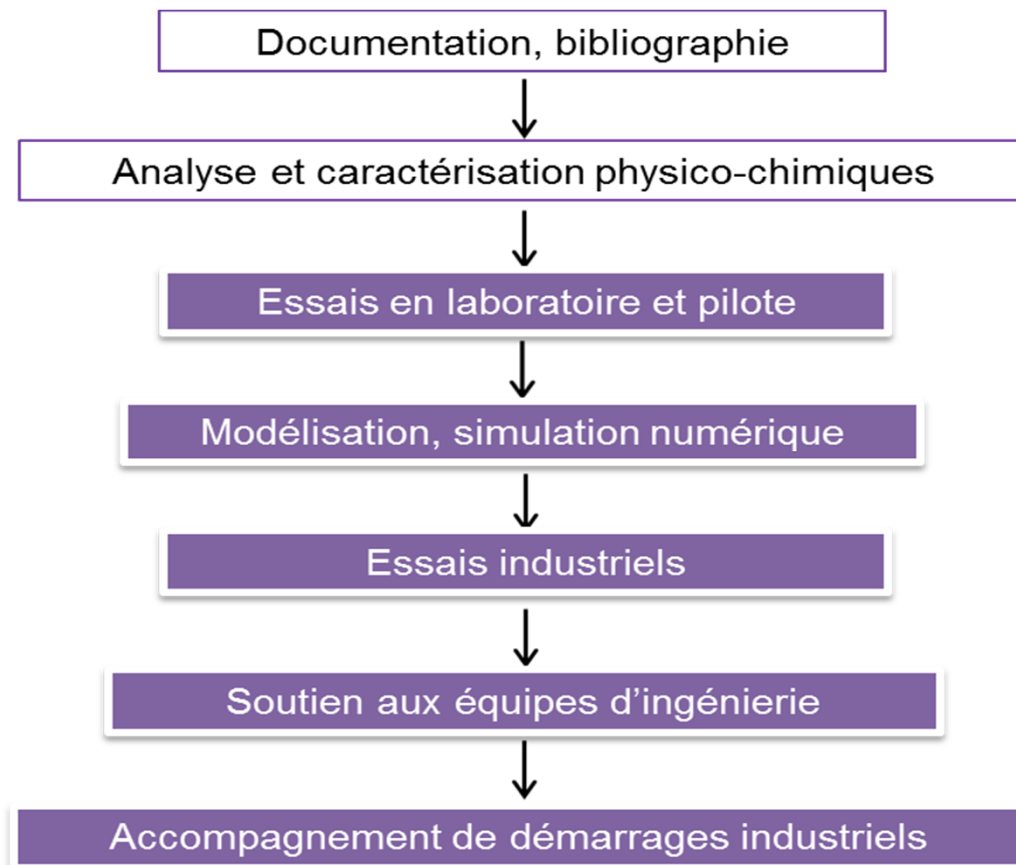 Documentation, bibliographie
Analyse et caractérisation physico-chimiques
Essais en laboratoire et pilote
Modélisation, simulation numérique
Essais industriels
Soutien aux équipes d’ingénierie
Accompagnement de démarrages industriels